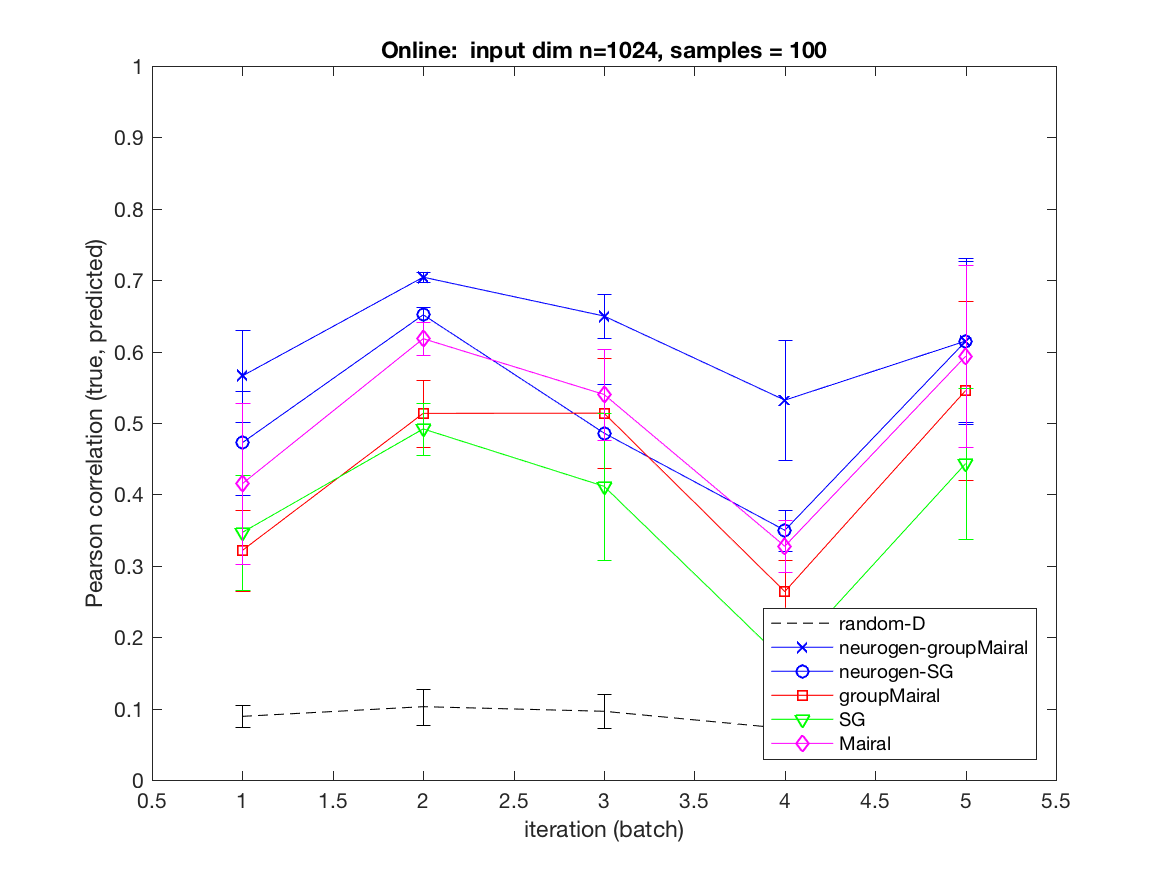 Online:  input dim n=1024, samples = 100
1
0.9
0.8
0.7
0.6
0.5
0.4
0.3
0.2
0.1
0
Pearson correlation (true, predicted)
random-D
neurogen-groupMairal
neurogen-SG
groupMairal
SG
Mairal
0.5 1 1.5 2 2.5 3 3.5 4 4.5 5 5.5
iteration (batch)